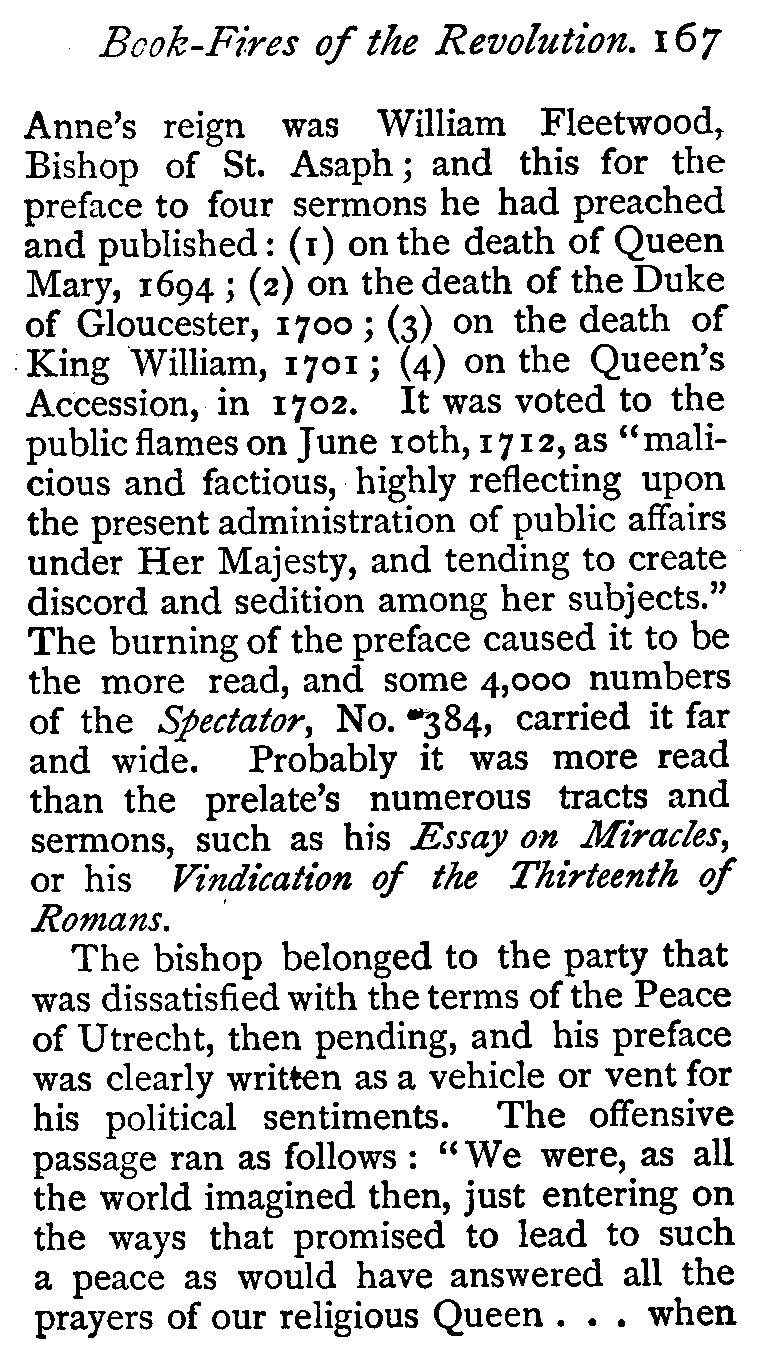 Book-Fires of the Revolution. 167
Anne's reign was William Fleetwood,
Bishop of St. Asaph; and this for the
preface to four sermons he had preached
and published: (1) on the death of Queen
Mary, 1694; (2) on the death of the Duke
of Gloucester, 1700; (3) on the death of
King William, 1701; (4) on the Queen's
Accession, in 1702. It was voted to the
public flames on June 10th, 1712, as "mali-
cious and factious, highly reflecting upon
the present administration of public affairs
under Her Majesty, and tending to create
discord and sedition among her subjects."
The burning of the preface caused it to be
the more read, and some 4,000 numbers
of the Spectator, No. 384, carried it far
and wide. Probably it was more read
than the prelate's numerous tracts and
sermons, such as his Essay on Miracles,
or his Vindication of the Thirteenth of
Romans.
The bishop belonged to the party that
was dissatisfied with the terms of the Peace
of Utrecht, then pending, and his preface
was clearly written as a vehicle or vent for
his political sentiments. The offensive
passage ran as follows: "We were, as all
the world imagined then, just entering on
the ways that promised to lead to such
a peace as would have answered all the
prayers of our religious Queen . . . when